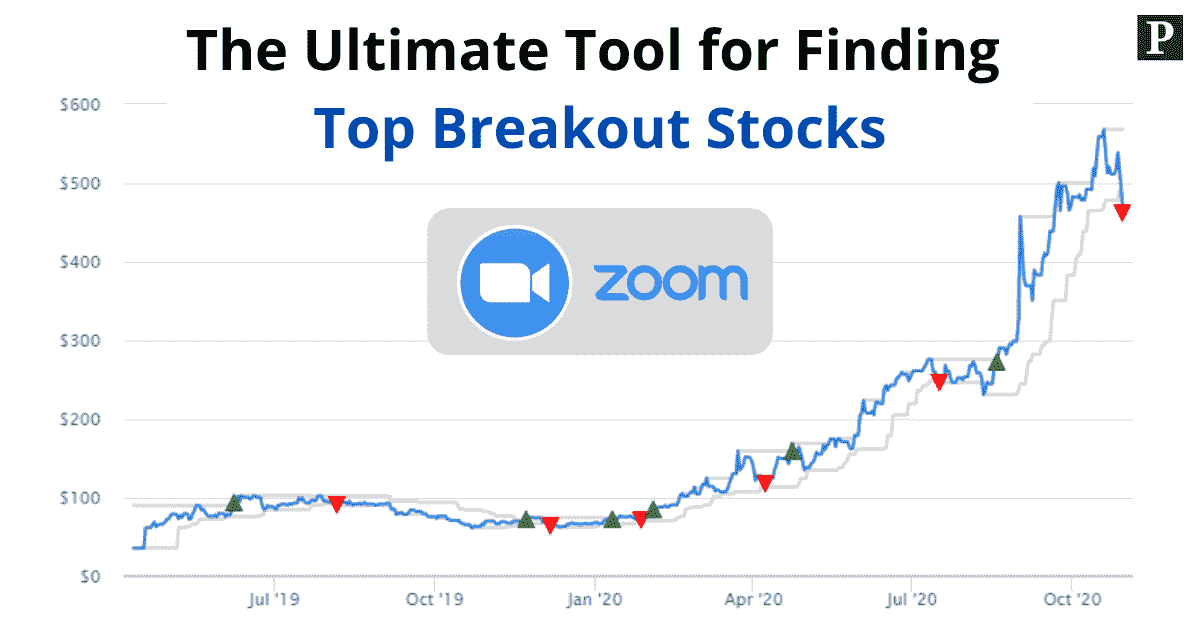 The Ultimate Tool for Finding
P
Top Breakout Stocks
$600
$500
$400
$300
$200
$100
$0
zoom
Jul '19
Oct '19
Jan '20
Apr '20
Jul '20
Oct '20